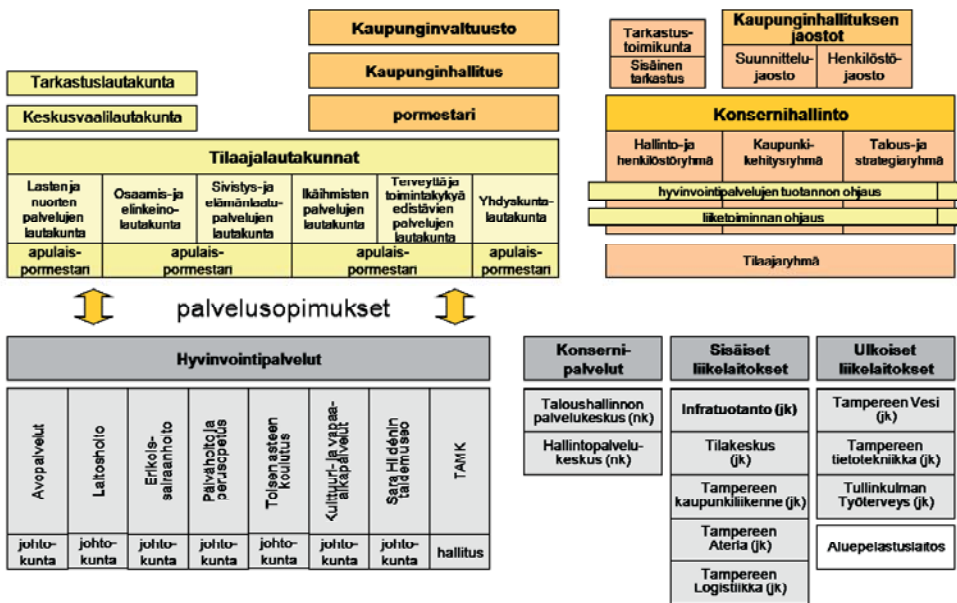 Kaupunginvaltuusto
Kaupunginhallitus
pormestari
Tarkastuslautakunta
Keskusvaalilautakunta
Tarkastus-
toimikunta
Sisäinen
tarkastus
Kaupunginhallituksen
jaostot
Suunnittelu-
jaosto
Henkilöstö-
jaosto
Tilaajalautakunnat
Lasten ja
nuorten
palvelujen
lautakunta
Osaamis- ja
elinkeino-
lautakunta
Sivistys- ja
elämänlaatu-
palvelujen
lautakunta
Ikäihmisten
palvelujen
lautakunta
Terveyttä ja
toimintakykyä
edistävien
palvelujen
lautakunta
Yhdyskunta-
lautakunta
apulais-
pormestari
apulais-
pormestari
apulais-
pormestari
apulais-
pormestari
Konsernihallinto
Hallinto- ja
henkilöstöryhmä
Kaupunki-
kehitysryhmä
Talous- ja
strategiaryhmä
hyvinvointipalvelujen tuotannon ohjaus
liiketoiminnan ohjaus
Tilaajaryhmä
palvelusopimukset
Hyvinvointipalvelut
Avopalvelut
Laitoshoito
Erikois-
sairaanhoito
Päivähoito ja
perusopetus
Toisen asteen
koulutus
Kulttuuri- ja vapaa-
aikapalvelut
Sara Hildénin
taidemuseo
TAMK
johto-
kunta
johto-
kunta
johto-
kunta
johto-
kunta
johto-
kunta
johto-
kunta
johto-
kunta
hallitus
Konserni-
palvelut
Taloushallinnon
palvelukeskus (nk)
Hallintopalvelu-
keskus (nk)
Sisäiset
liikelaitokset
Infratuotanto (jk)
Tilakeskus
(jk)
Tampereen
kaupunkiliikenne (jk)
Tampereen
Ateria (jk)
Tampereen
Logistiikka (jk)
Ulkoiset
liikelaitokset
Tampereen Vesi
(jk)
Tampereen
tietotekniikka (jk)
Tullinkulman
Työterveys (jk)
Aluepelastuslaitos